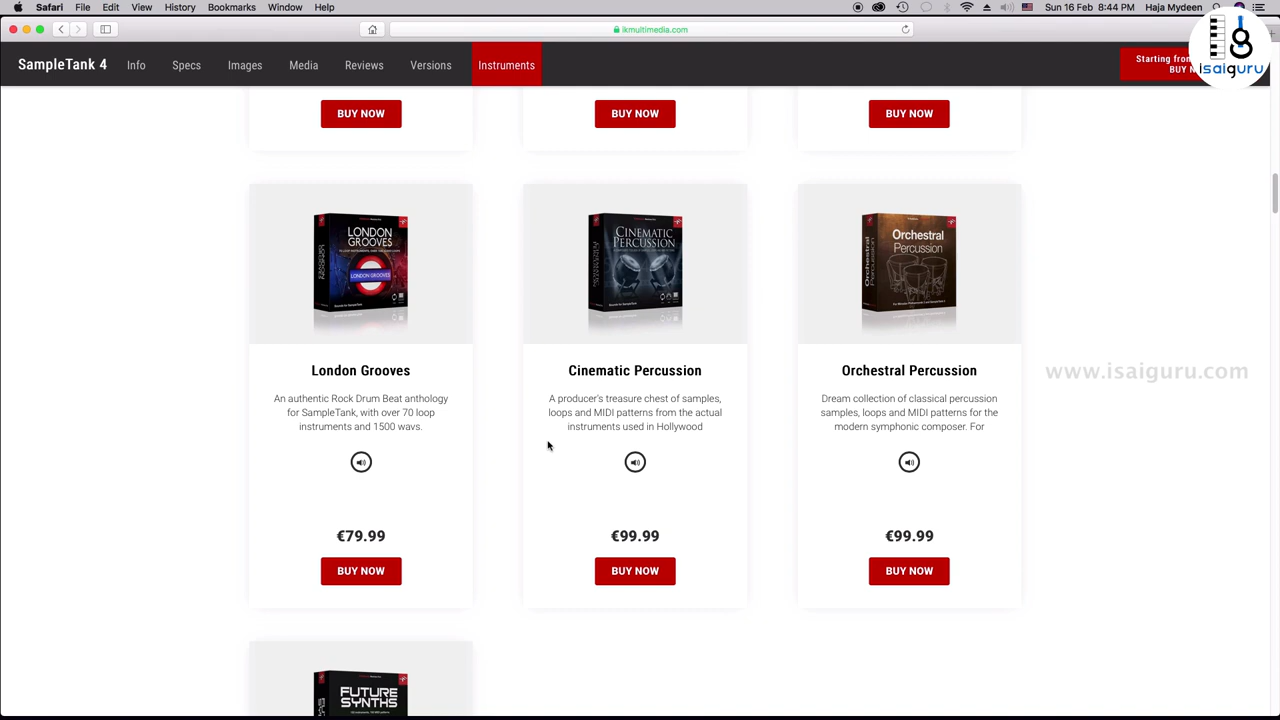 Safari File Edit View History Bookmarks Window Help
Sun 16 Feb 8:44 PM Haja Mydeen
ikmultimedia.com
isaiguru
SampleTank 4 Info Specs Images Media Reviews Versions Instruments
Starting from
BUY
BUY NOW BUY NOW BUY NOW
LONDON
GROOVES
LONDON GROOVES
CINEMATIC
PERCUSSION
Orchestral
Percussion
London Grooves
An authentic Rock Drum Beat anthology
for SampleTank, with over 70 loop
instruments and 1500 wavs.
€79.99
BUY NOW
Cinematic Percussion
A producer's treasure chest of samples,
loops and MIDI patterns from the actual
instruments used in Hollywood
€99.99
BUY NOW
Orchestral Percussion
Dream collection of classical percussion
samples, loops and MIDI patterns for the
modern symphonic composer. For
€99.99
BUY NOW
www.isaiguru.com
FUTURE
SYNTHS